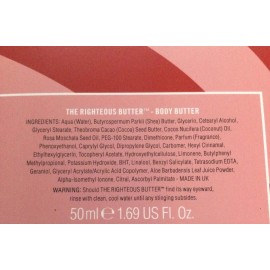 THE RIGHTEOUS BUTTER™ - BODY BUTTER
INGREDIENTS: Aqua (Water), Butyrospermum Parkii (Shea) Butter, Glycerin, Cetearyl Alcohol,
Glyceryl Stearate, Theobroma Cacao (Cocoa) Seed Butter, Cocos Nucifera (Coconut) Oil,
Rosa Moschata Seed Oil, PEG-100 Stearate, Dimethicone, Parfum (Fragrance),
Phenoxyethanol, Caprylyl Glycol, Dipropylene Glycol, Carbomer, Hexyl Cinnamal,
Ethylhexylglycerin, Tocopheryl Acetate, Hydroxyethylcellulose, Limonene, Butylphenyl
Methylpropional, Potassium Hydroxide, BHT, Linalool, Benzyl Salicylate, Tetrasodium EDTA,
Geraniol, Glyceryl Acrylate/Acrylic Acid Copolymer, Aloe Barbadensis Leaf Juice Powder,
Alpha-Isomethyl Ionone, Citral, Ascorbyl Palmitate - MADE IN UK
WARNING: Should THE RIGHTEOUS BUTTER™ find its way eyeward,
rinse with clear, cool water until any stinging subsides.
50ml e 1.69 US Fl. Oz.